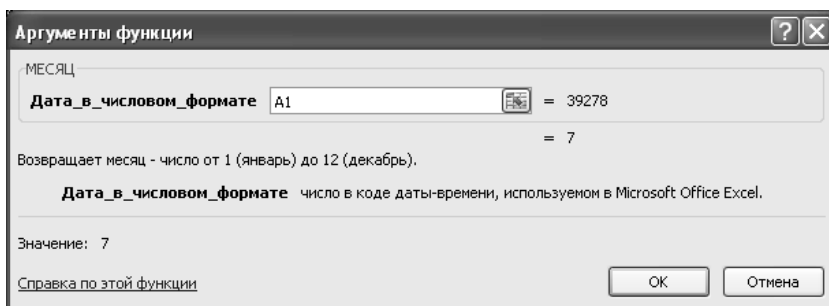 Аргументы функции
МЕСЯЦ
Дата_в_числовом_формате A1 = 39278
= 7
Возвращает месяц - число от 1 (январь) до 12 (декабрь).
Дата_в_числовом_формате число в коде даты-времени, используемом в Microsoft Office Excel.
Значение: 7
Справка по этой функции ОК Отмена